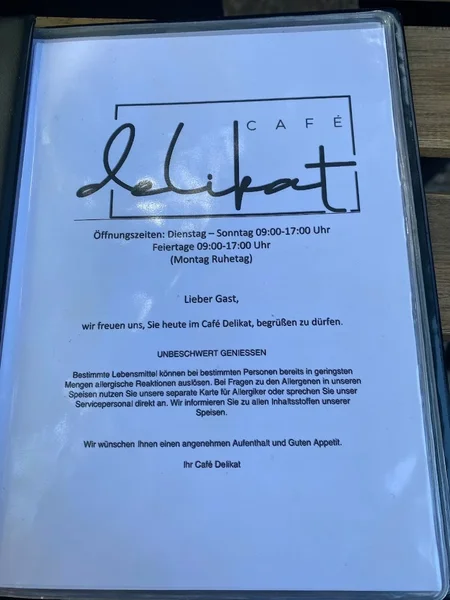 CAFÉ
delikat
Öffnungszeiten: Dienstag – Sonntag 09:00-17:00 Uhr
Feiertage 09:00-17:00 Uhr
(Montag Ruhetag)
Lieber Gast,
wir freuen uns, Sie heute im Café Delikat, begrüßen zu dürfen.
UNBESCHWERT GENIESSEN
Bestimmte Lebensmittel können bei bestimmten Personen bereits in geringsten
Mengen allergische Reaktionen auslösen. Bei Fragen zu den Allergenen in unseren
Speisen nutzen Sie unsere separate Karte für Allergiker oder sprechen Sie unser
Servicepersonal direkt an. Wir informieren Sie zu allen Inhaltsstoffen unserer
Speisen.
Wir wünschen Ihnen einen angenehmen Aufenthalt und Guten Appetit.
Ihr Café Delikat